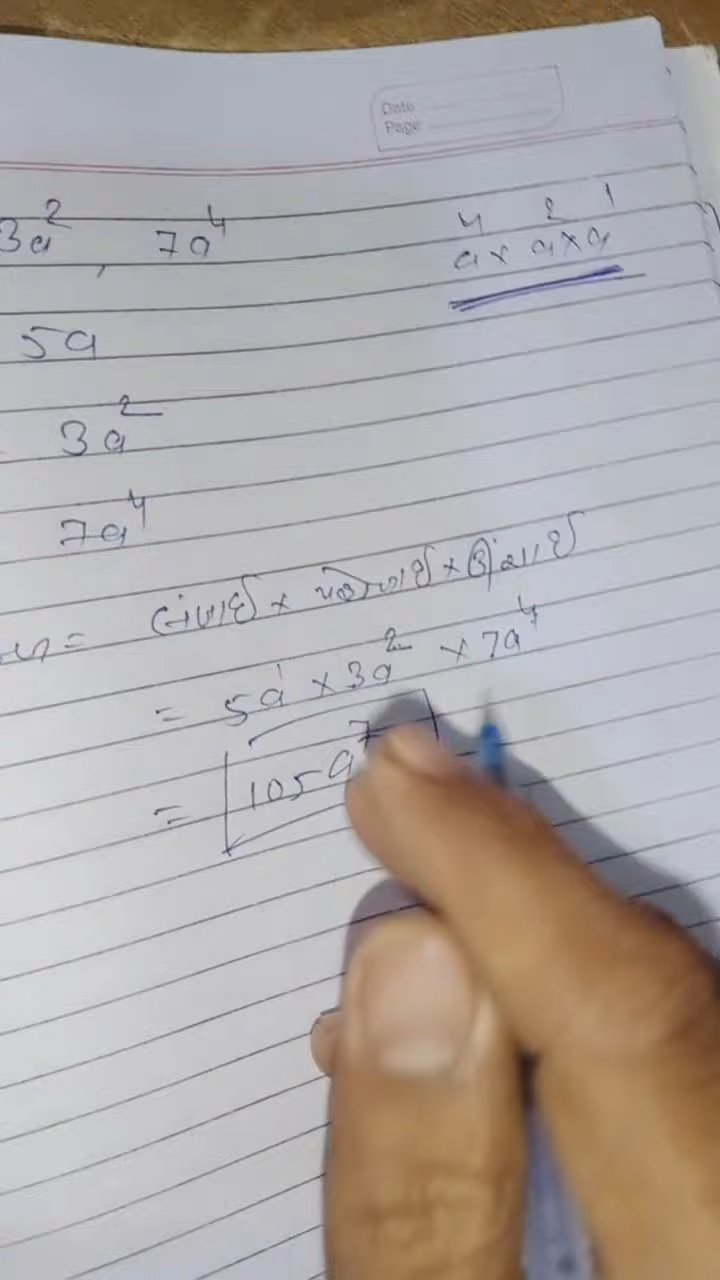 Date
Page
3a², 7a⁴
a⁴ × a² × a¹
5a
3a²
7a⁴
= લંબાઈ × પહોળાઈ × ઊંચાઈ
= 5a¹ × 3a² × 7a⁴
= 105a⁷